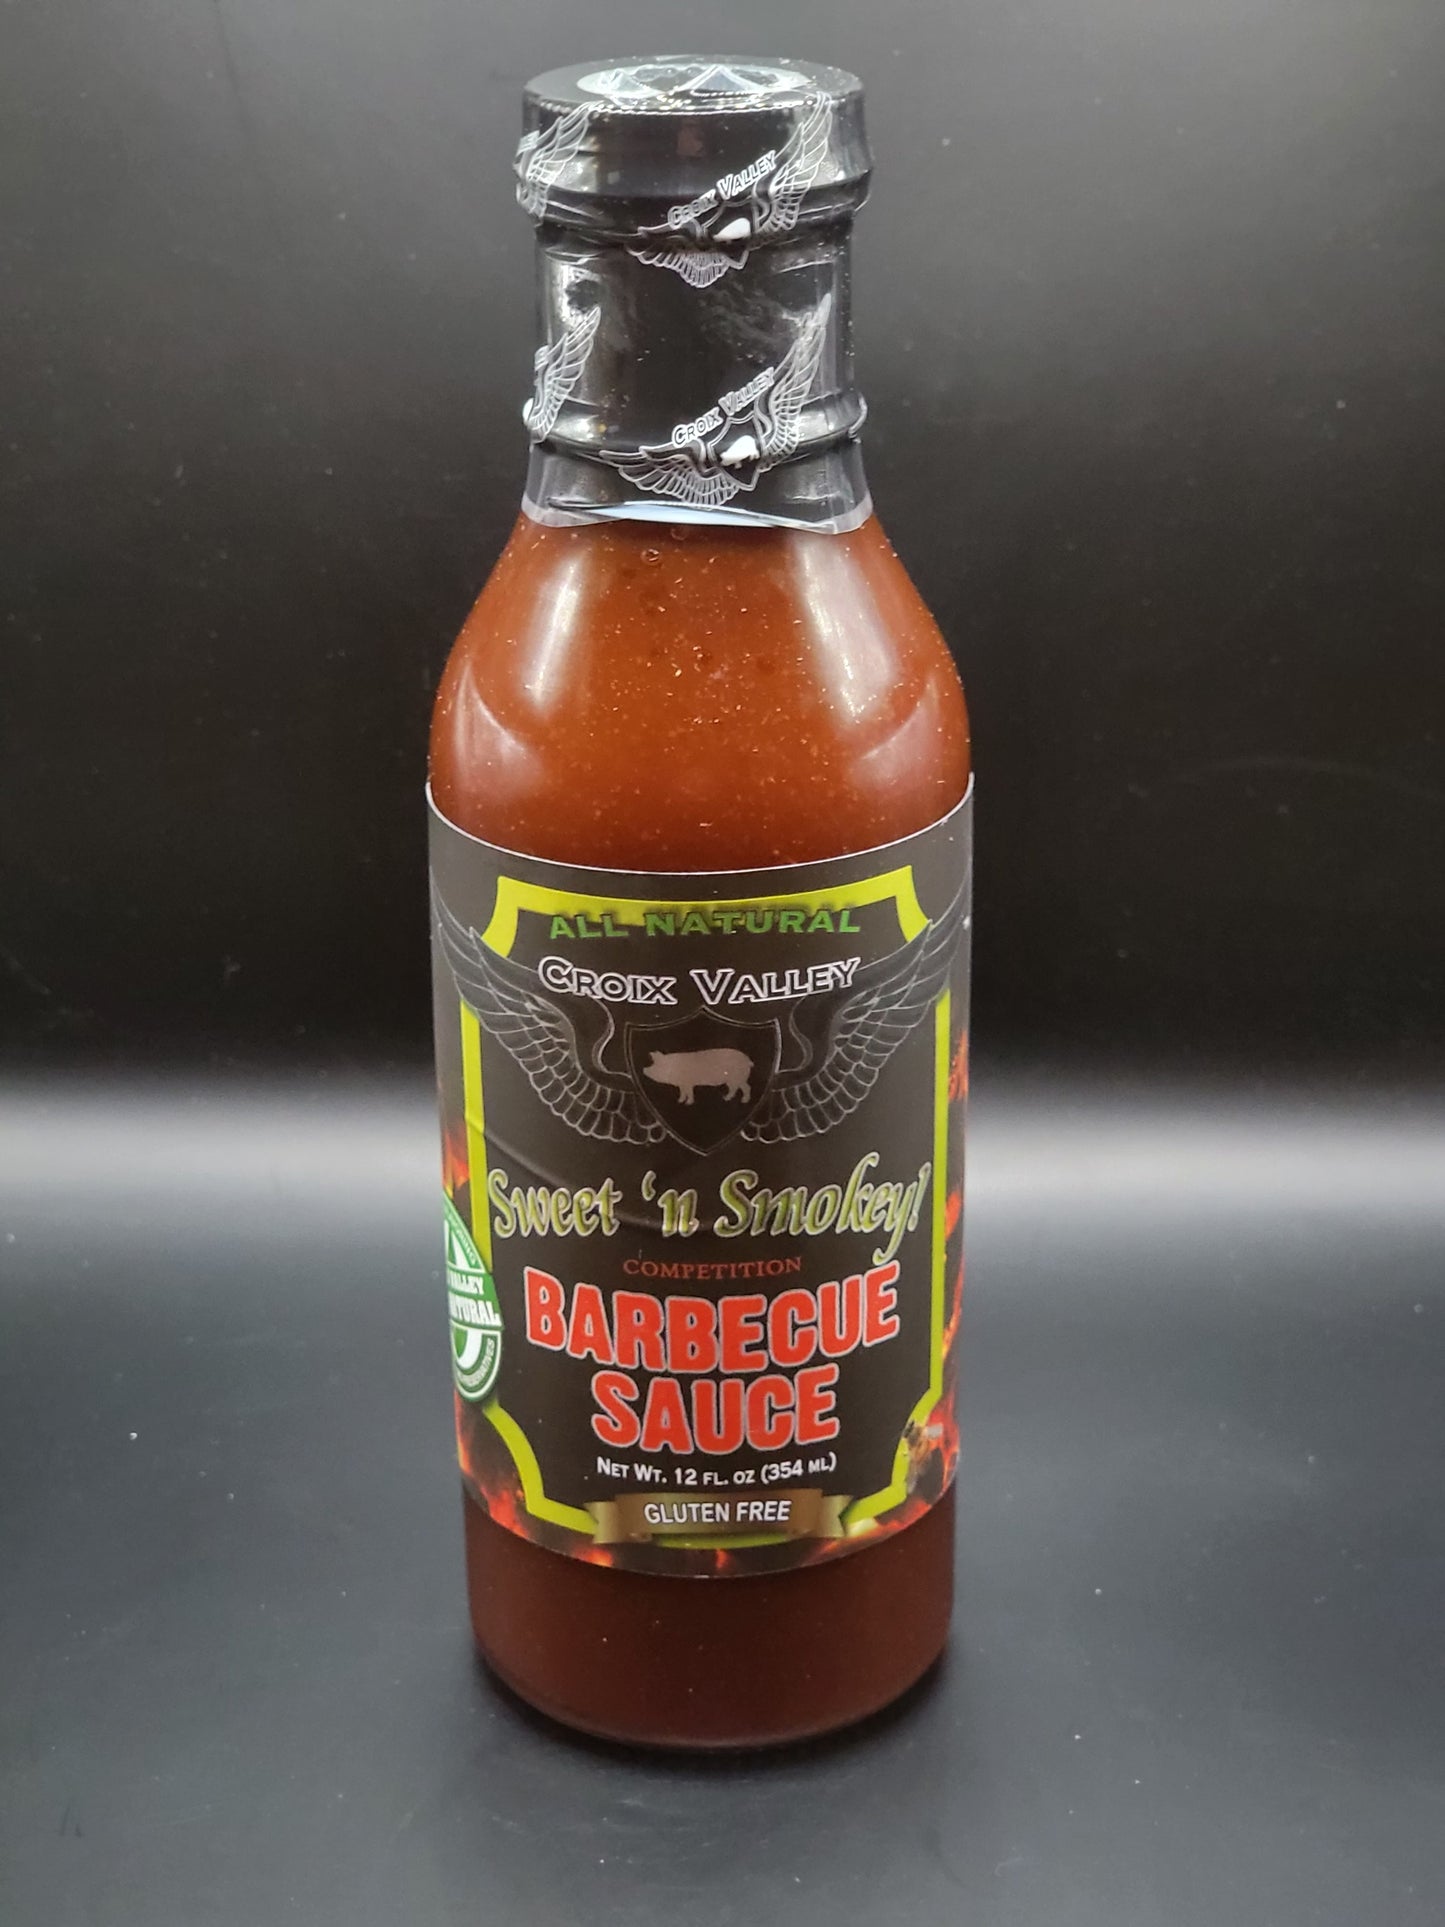 CROIX VALLEY
CROIX VALLEY
ALL NATURAL
CROIX VALLEY
Sweet 'n Smokey!
COMPETITION
BARBECUE
SAUCE
NET WT. 12 FL. OZ (354 ML)
GLUTEN FREE
VALLEY